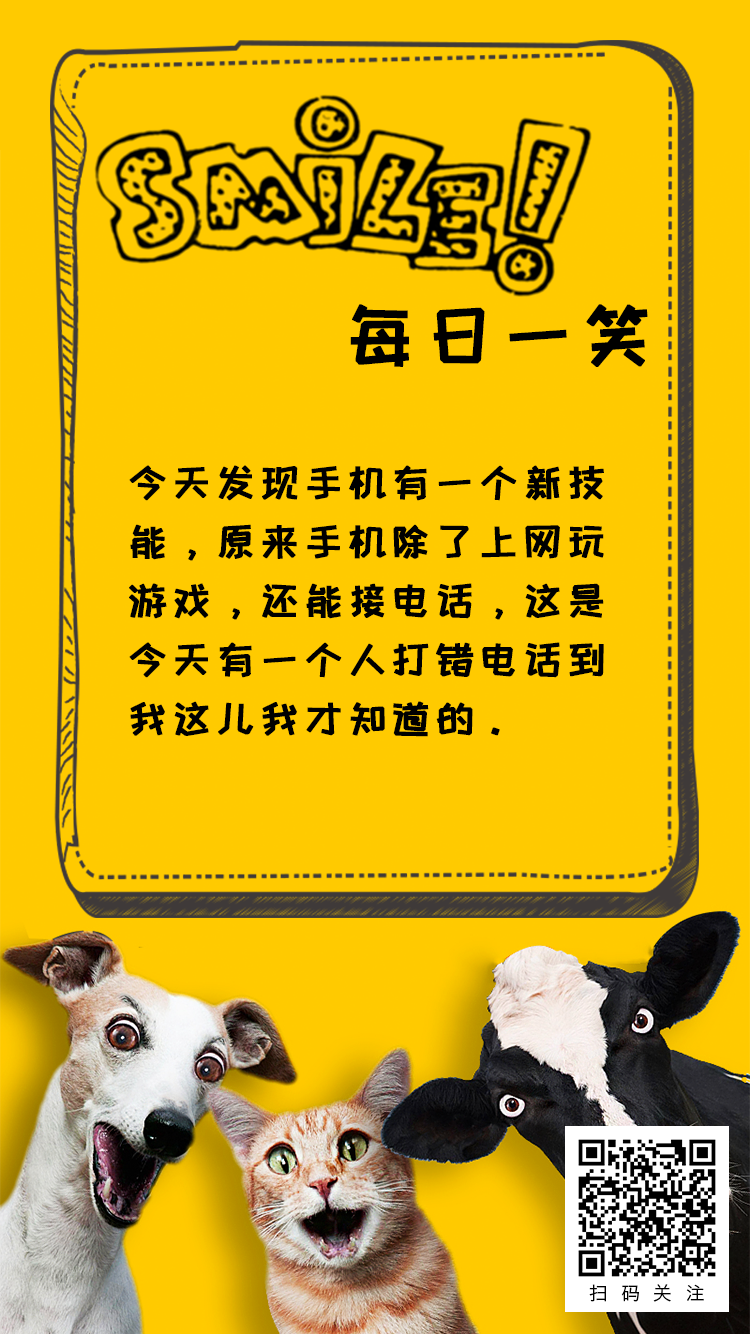 SMiLE!
每日一笑
今天发现手机有一个新技
能，原来手机除了上网玩
游戏，还能接电话，这是
今天有一个人打错电话到
我这儿我才知道的．
扫码关注